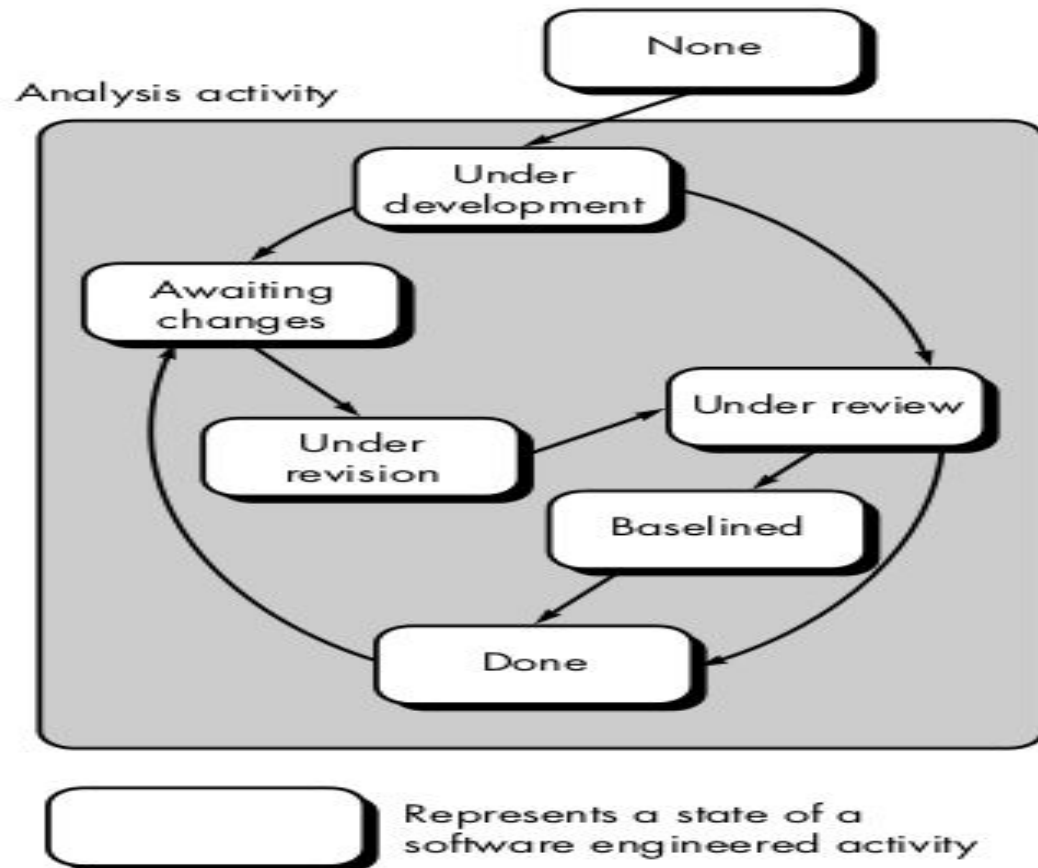 None
Analysis activity
Under
development
Awaiting
changes
Under review
Under
revision
Baselined
Done
Represents a state of a
software engineered activity